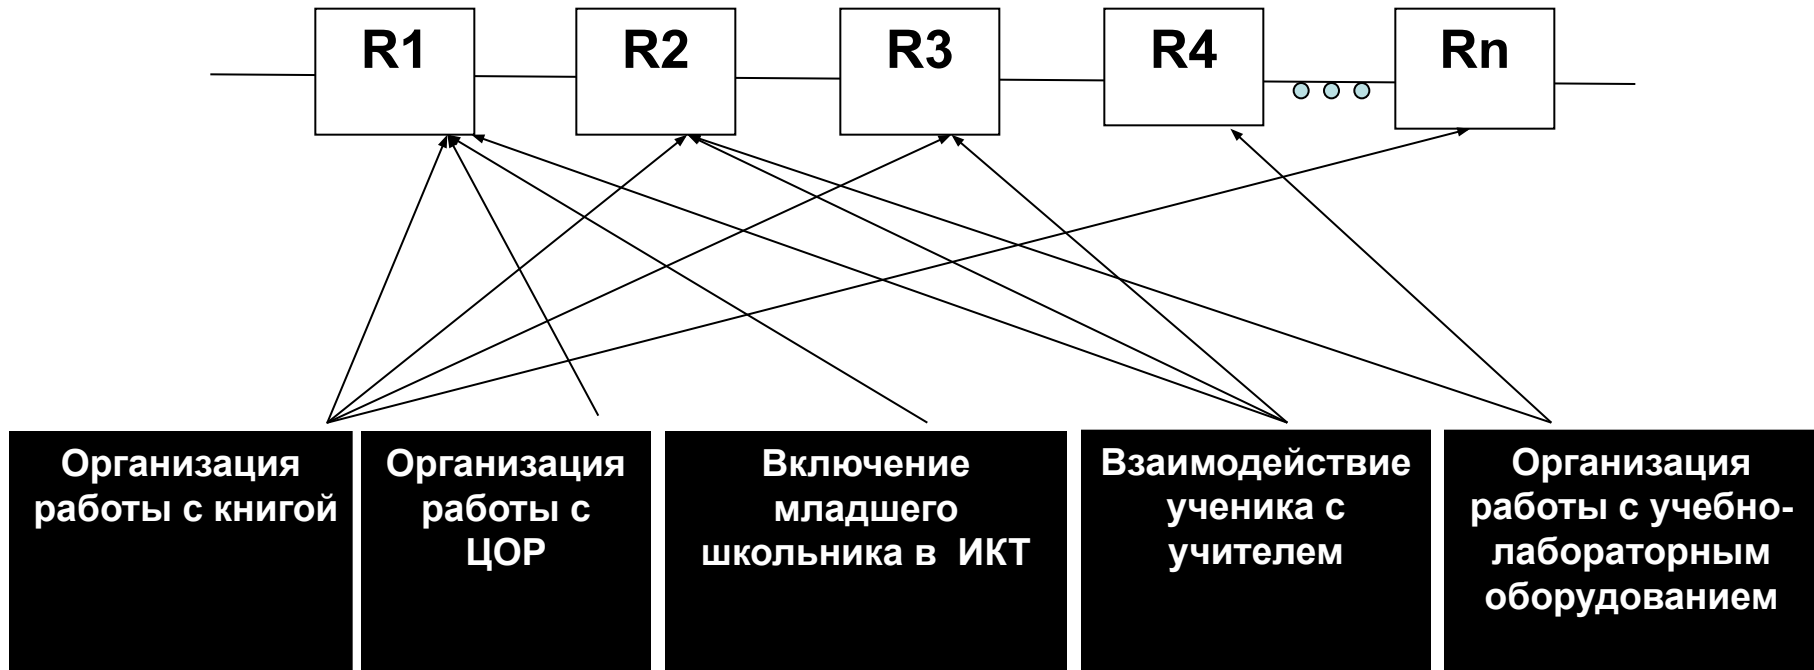 R1
R2
R3
R4
Rn
Организация
работы с книгой
Организация
работы с
ЦОР
Включение
младшего
школьника в ИКТ
Взаимодействие
ученика с
учителем
Организация
работы с учебно-
лабораторным
оборудованием